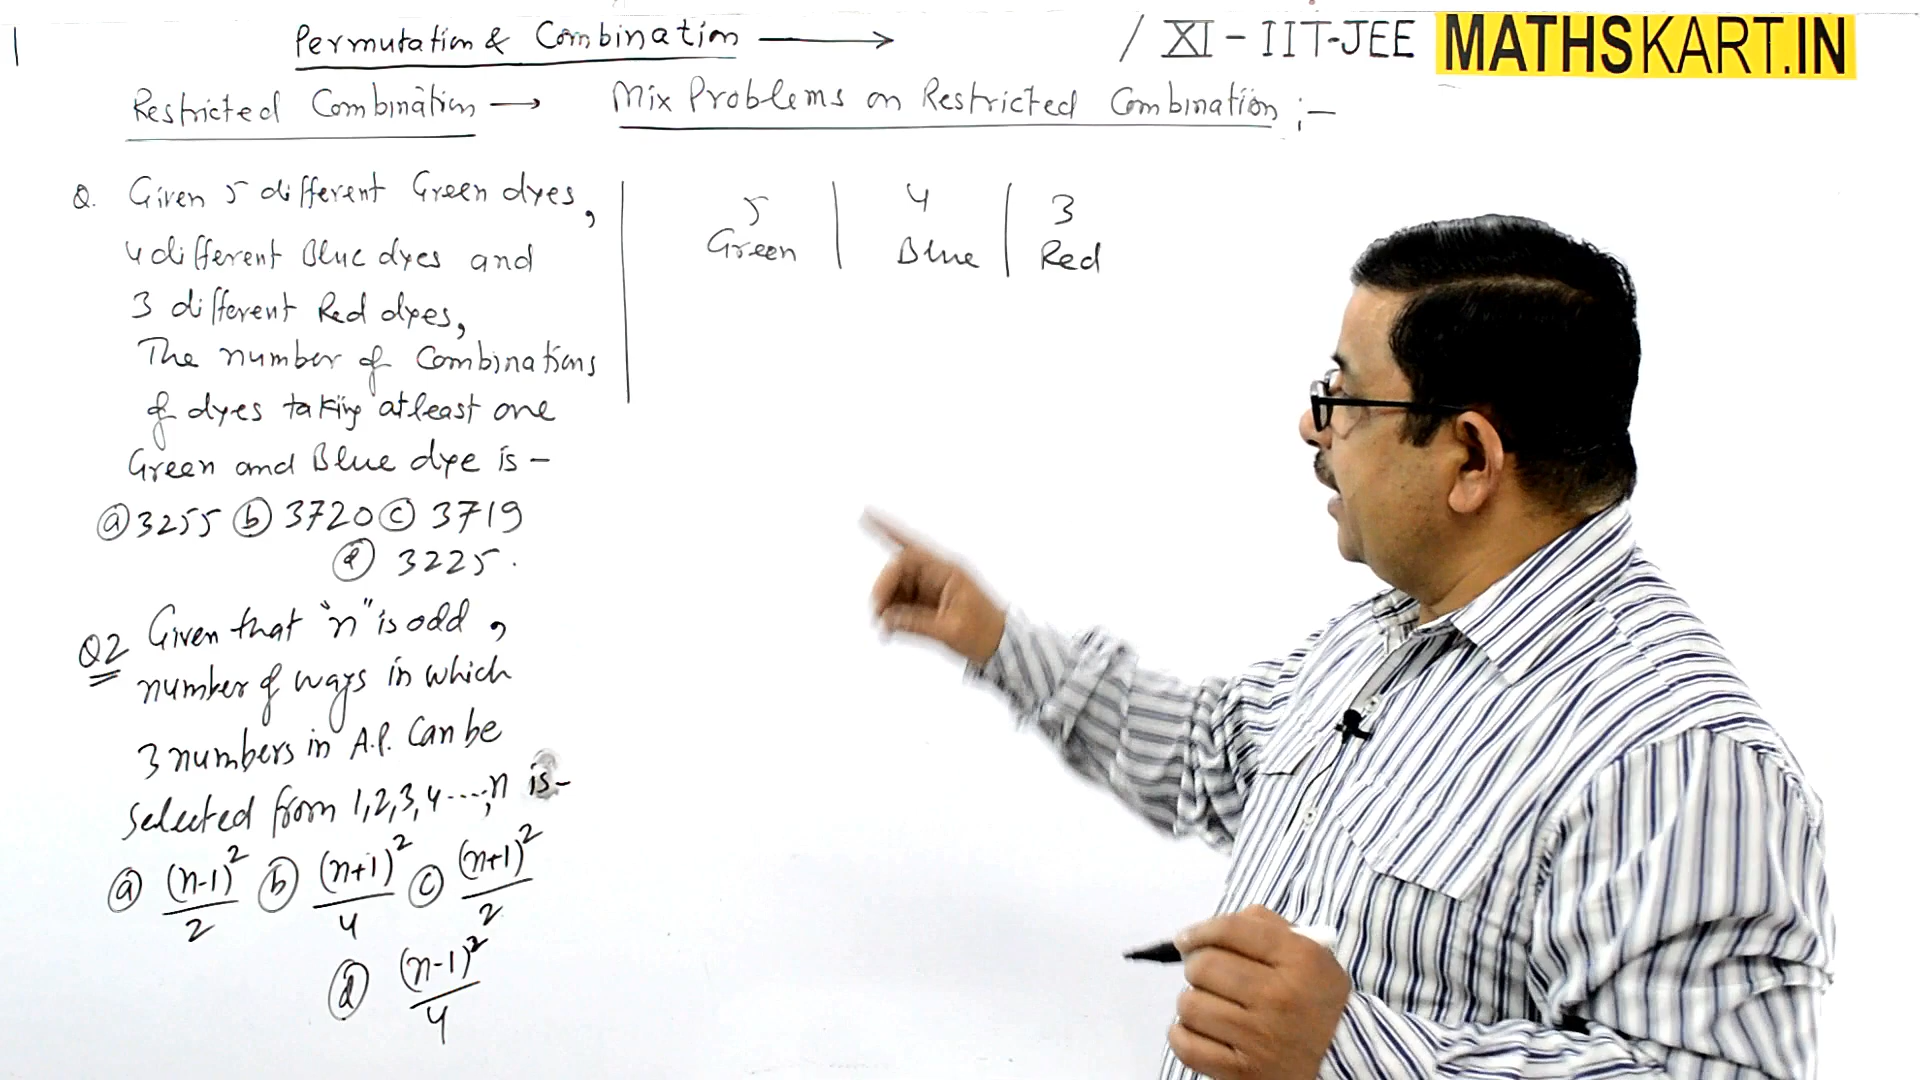 Permutation & Combination ⟶ / XI - IIT-JEE MATHSKART.IN
Restricted Combination → Mix Problems on Restricted Combination ;-
Q. Given 5 different Green dyes,
4 different Blue dyes and
3 different Red dyes,
The number of Combinations
of dyes taking atleast one
Green and Blue dye is -
(a) 3255 (b) 3720 (c) 3719
(d) 3225.
5 Green | 4 Blue | 3 Red
Q2 Given that "n" is odd,
number of ways in which
3 numbers in A.P. Can be
selected from 1,2,3,4....,n is-
(a) (n-1)²/2 (b) (n+1)²/4 (c) (n+1)²/2
(d) (n-1)²/4